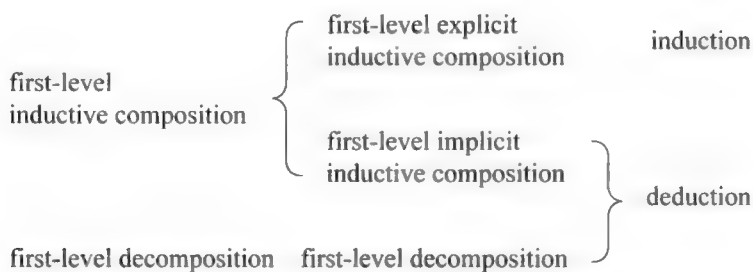 first-level explicit
inductive composition
induction
first-level
inductive composition
first-level implicit
inductive composition
deduction
first-level decomposition first-level decomposition